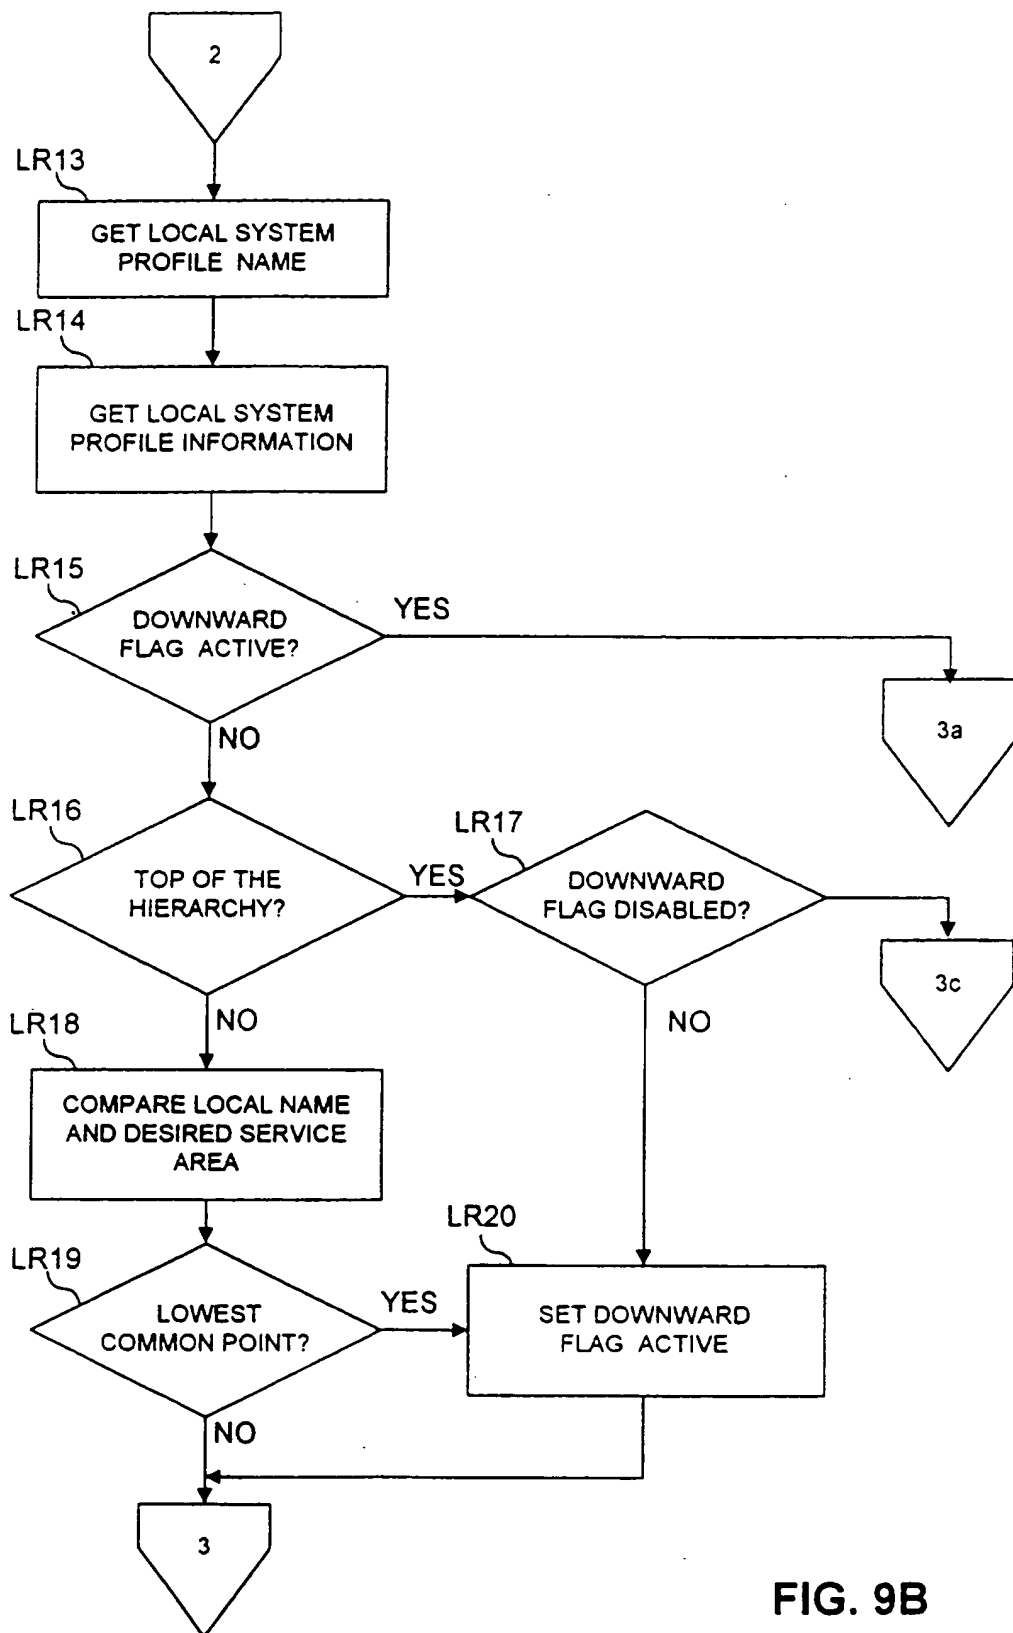 2
LR13
GET LOCAL SYSTEM
PROFILE NAME
LR14
GET LOCAL SYSTEM
PROFILE INFORMATION
LR15
DOWNWARD
FLAG ACTIVE?
YES
3a
NO
LR16
TOP OF THE
HIERARCHY?
YES
LR17
DOWNWARD
FLAG DISABLED?
3c
NO
NO
LR18
COMPARE LOCAL NAME
AND DESIRED SERVICE
AREA
LR19
LOWEST
COMMON POINT?
YES
LR20
SET DOWNWARD
FLAG ACTIVE
NO
3
FIG. 9B